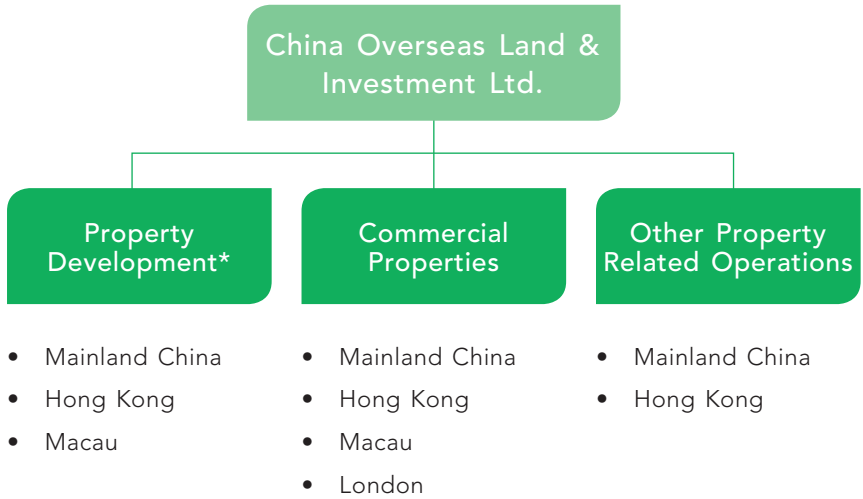 China Overseas Land &
Investment Ltd.
Property
Development*
Commercial
Properties
Other Property
Related Operations
• Mainland China
• Hong Kong
• Macau
• Mainland China
• Hong Kong
• Macau
• London
• Mainland China
• Hong Kong